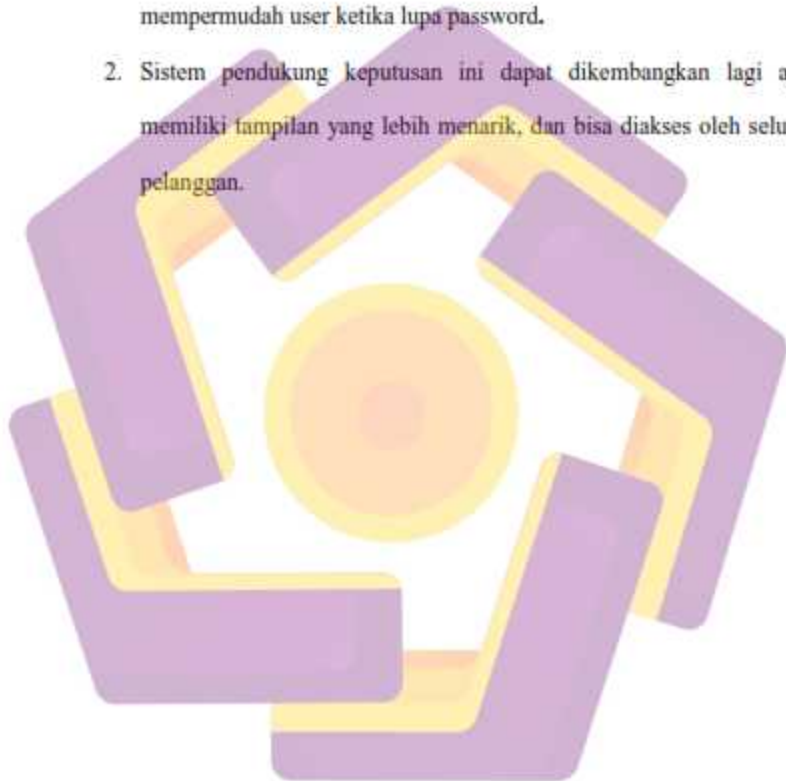 mempermudah user ketika lupa password.
2. Sistem pendukung keputusan ini dapat dikembangkan lagi a
memiliki tampilan yang lebih menarik, dan bisa diakses oleh selu
pelanggan.